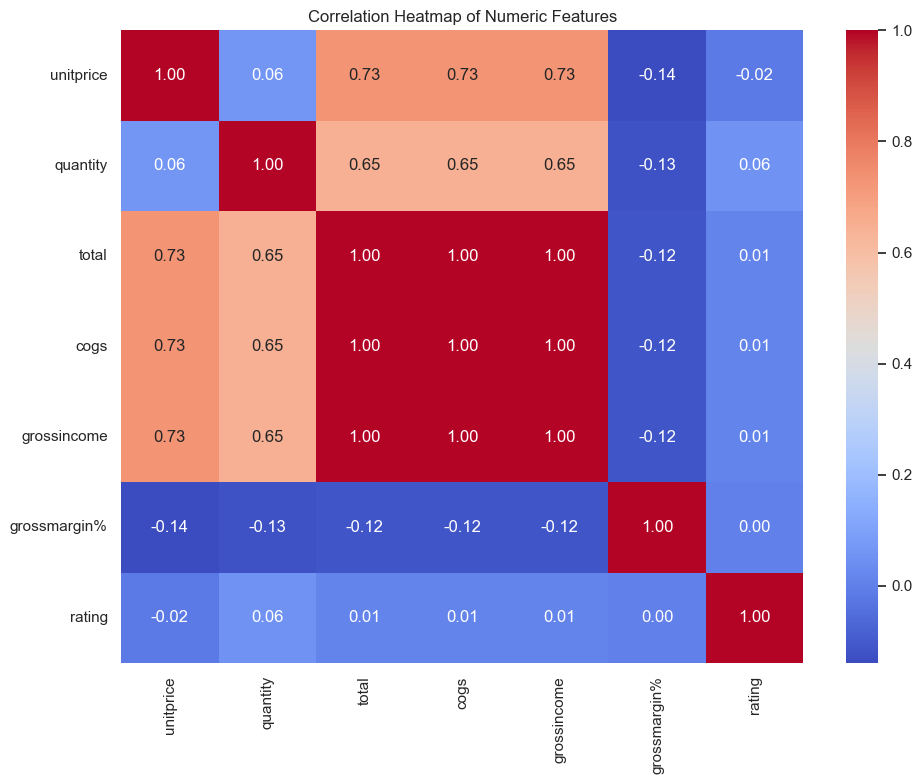 Correlation Heatmap of Numeric Features
unitprice 1.00 0.06 0.73 0.73 0.73 -0.14 -0.02
quantity 0.06 1.00 0.65 0.65 0.65 -0.13 0.06
total 0.73 0.65 1.00 1.00 1.00 -0.12 0.01
cogs 0.73 0.65 1.00 1.00 1.00 -0.12 0.01
grossincome 0.73 0.65 1.00 1.00 1.00 -0.12 0.01
grossmargin% -0.14 -0.13 -0.12 -0.12 -0.12 1.00 0.00
rating -0.02 0.06 0.01 0.01 0.01 0.00 1.00
unitprice quantity total cogs grossincome grossmargin% rating
1.0
0.8
0.6
0.4
0.2
0.0